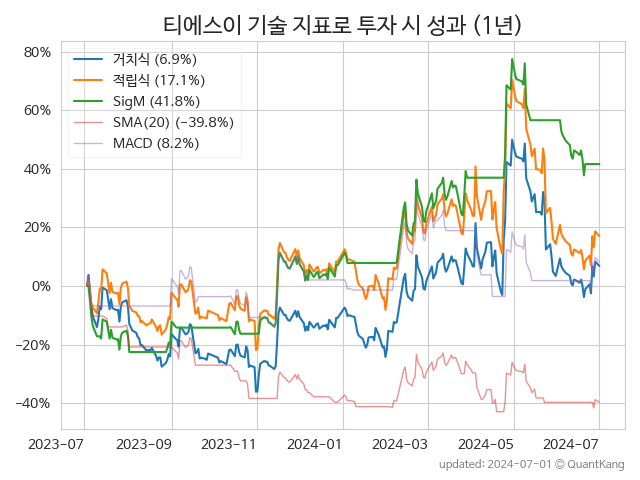 티에스이 기술 지표로 투자 시 성과 (1년)
80%
60%
40%
20%
0%
−20%
−40%
거치식 (6.9%)
적립식 (17.1%)
SigM (41.8%)
SMA(20) (−39.8%)
MACD (8.2%)
2023-07 2023-09 2023-11 2024-01 2024-03 2024-05 2024-07
updated: 2024-07-01 © QuantKang